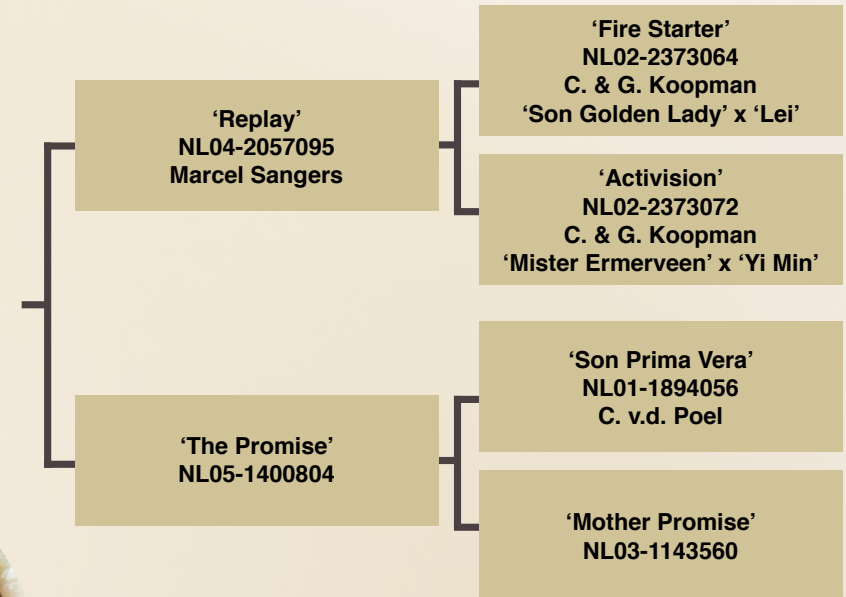 ‘Fire Starter’
NL02-2373064
C. & G. Koopman
‘Son Golden Lady’ x ‘Lei’
‘Replay’
NL04-2057095
Marcel Sangers
‘Activision’
NL02-2373072
C. & G. Koopman
‘Mister Ermerveen’ x ‘Yi Min’
‘Son Prima Vera’
NL01-1894056
C. v.d. Poel
‘The Promise’
NL05-1400804
‘Mother Promise’
NL03-1143560